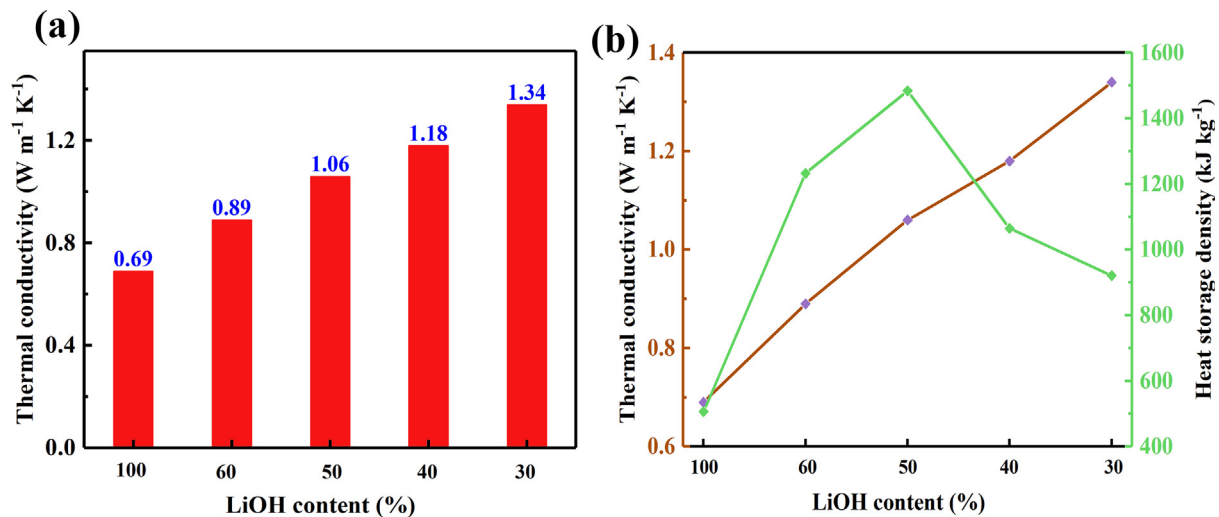 (a)
Thermal conductivity (W m⁻¹ K⁻¹)
1.2
0.8
0.4
0.0
0.69
0.89
1.06
1.18
1.34
100 60 50 40 30
LiOH content (%)
(b)
Thermal conductivity (W m⁻¹ K⁻¹)
1.4
1.2
1.0
0.8
0.6
100 60 50 40 30
LiOH content (%)
1600
1400
1200
1000
800
600
400
Heat storage density (kJ kg⁻¹)